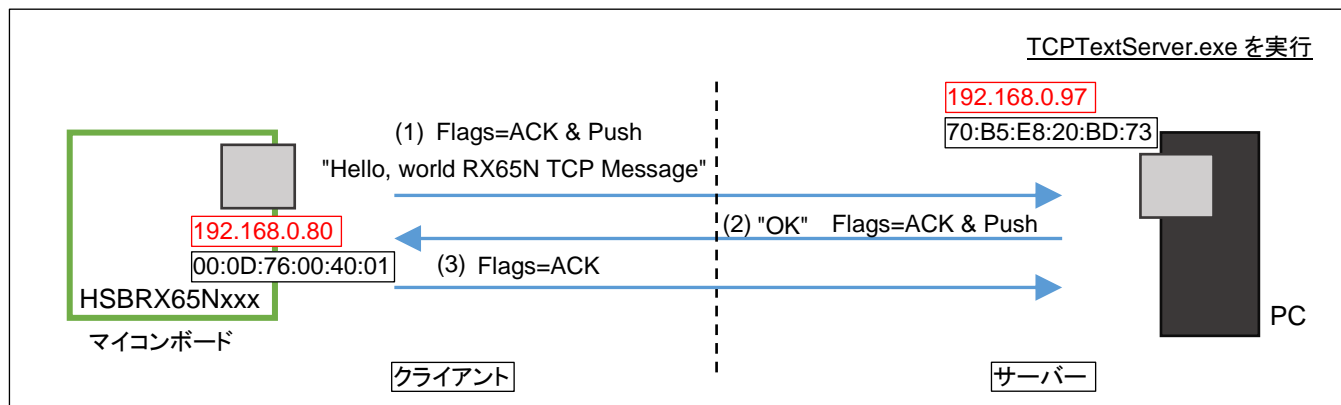 TCPTextServer.exe を実行
192.168.0.97
70:B5:E8:20:BD:73
(1) Flags=ACK & Push
"Hello, world RX65N TCP Message"
192.168.0.80
(2) "OK" Flags=ACK & Push
00:0D:76:00:40:01
(3) Flags=ACK
HSBRX65Nxxx
PC
マイコンボード
クライアント
サーバー